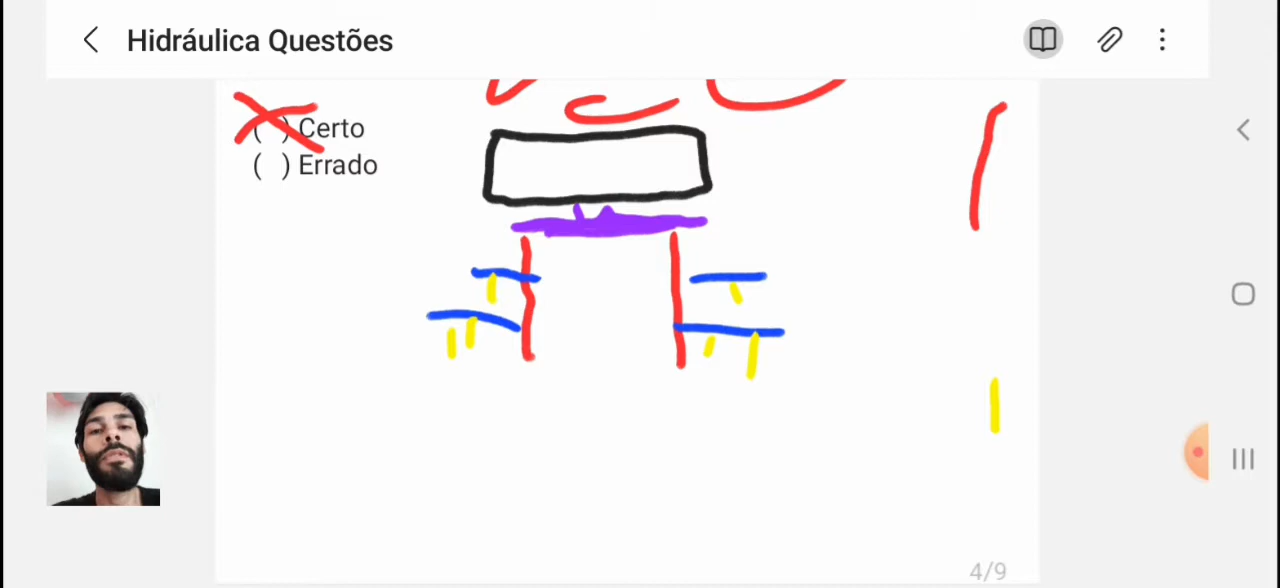 Hidráulica Questões
( ) Certo
( ) Errado
4/9